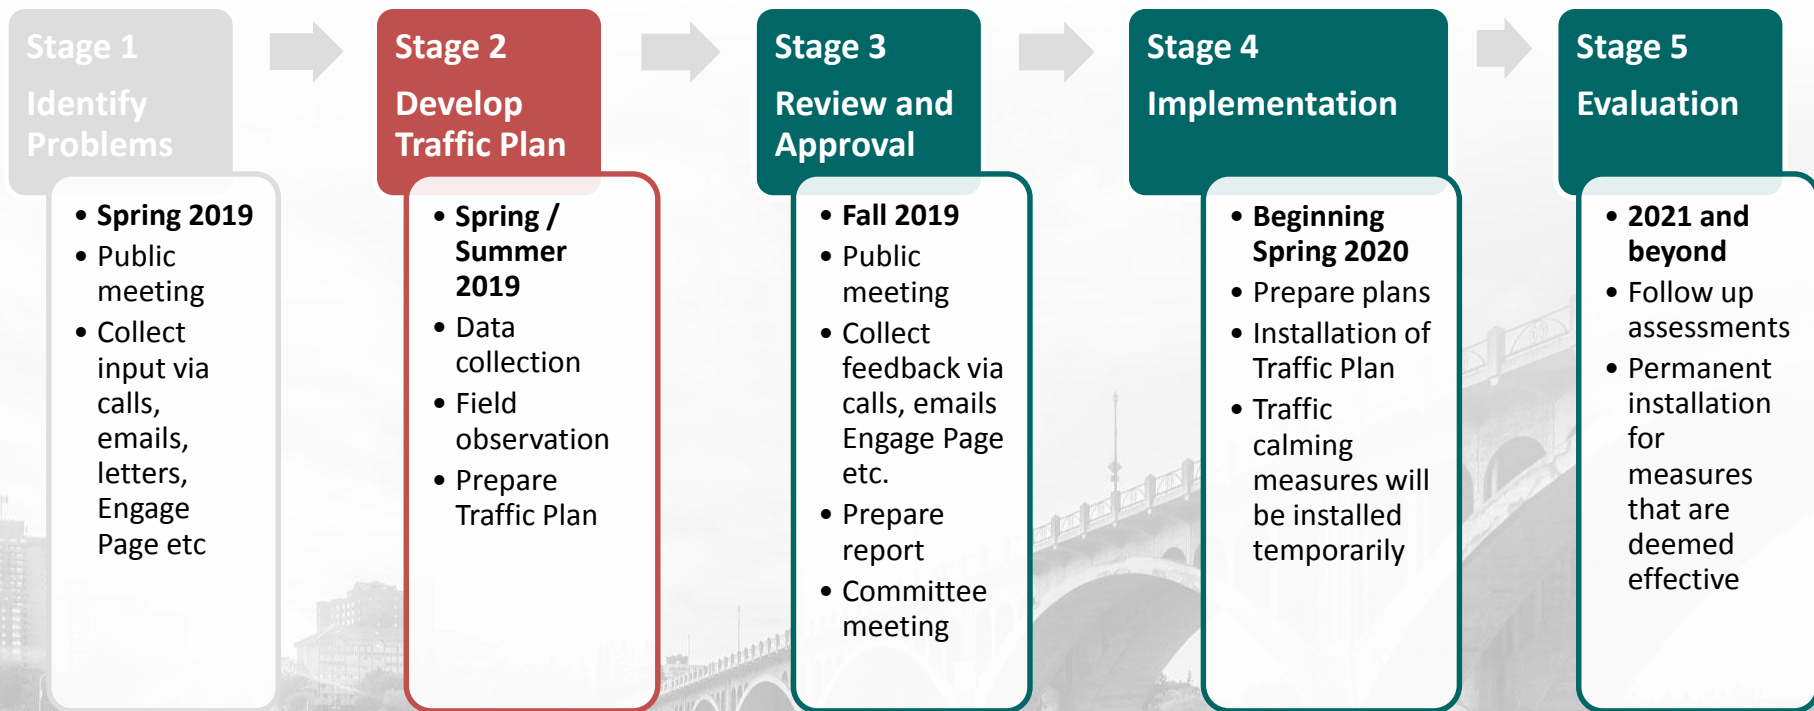 Stage 1
Identify
Problems
• Spring 2019
• Public
meeting
• Collect
input via
calls,
emails,
letters,
Engage
Page etc
Stage 2
Develop
Traffic Plan
• Spring /
Summer
2019
• Data
collection
• Field
observation
• Prepare
Traffic Plan
Stage 3
Review and
Approval
• Fall 2019
• Public
meeting
• Collect
feedback via
calls, emails
Engage Page
etc.
• Prepare
report
• Committee
meeting
Stage 4
Implementation
• Beginning
Spring 2020
• Prepare plans
• Installation of
Traffic Plan
• Traffic
calming
measures will
be installed
temporarily
Stage 5
Evaluation
• 2021 and
beyond
• Follow up
assessments
• Permanent
installation
for
measures
that are
deemed
effective